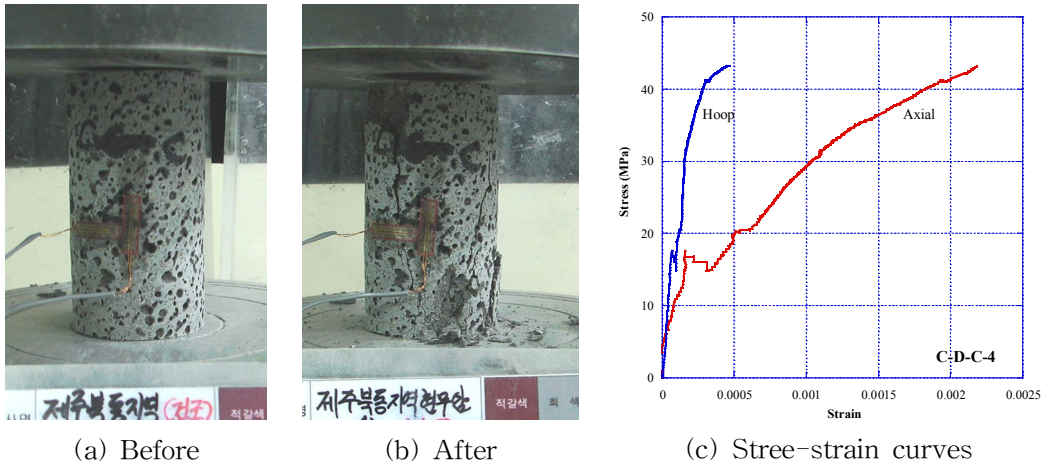 제주북동지역 (건조)
적갈색
제주북동지역현무암
적갈색
회 색
50
40
30
20
10
0
Stress (MPa)
Hoop
Axial
C-D-C-4
0
0.0005
0.001
0.0015
0.002
0.0025
Strain
(a) Before
(b) After
(c) Stree-strain curves